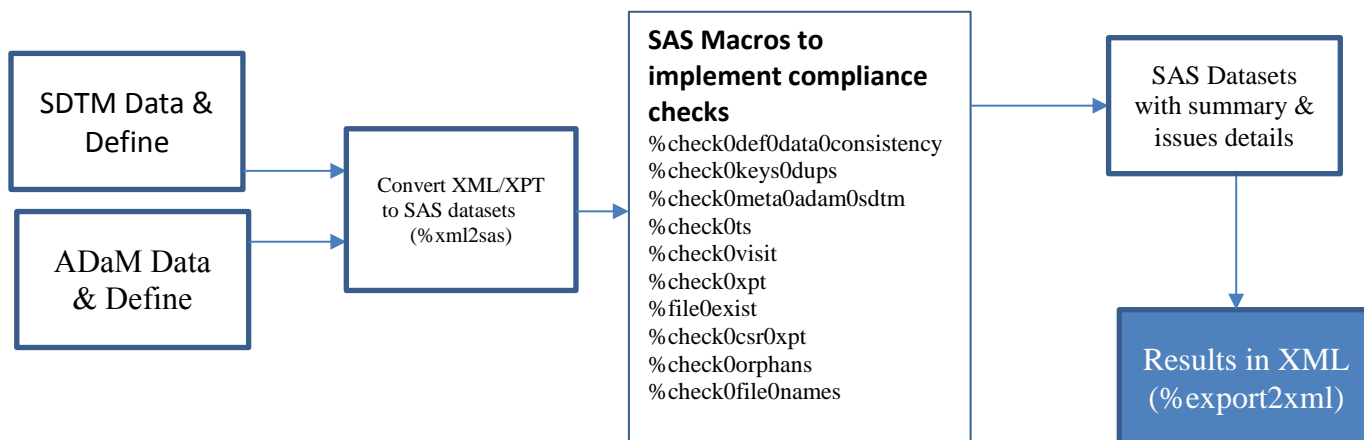 SDTM Data &
Define
ADaM Data
& Define
Convert XML/XPT
to SAS datasets
(%xml2sas)
SAS Macros to
implement compliance
checks
%check0def0data0consistency
%check0keys0dups
%check0meta0adam0sdtm
%check0ts
%check0visit
%check0xpt
%file0exist
%check0csr0xpt
%check0orphans
%check0file0names
SAS Datasets
with summary &
issues details
Results in XML
(%export2xml)